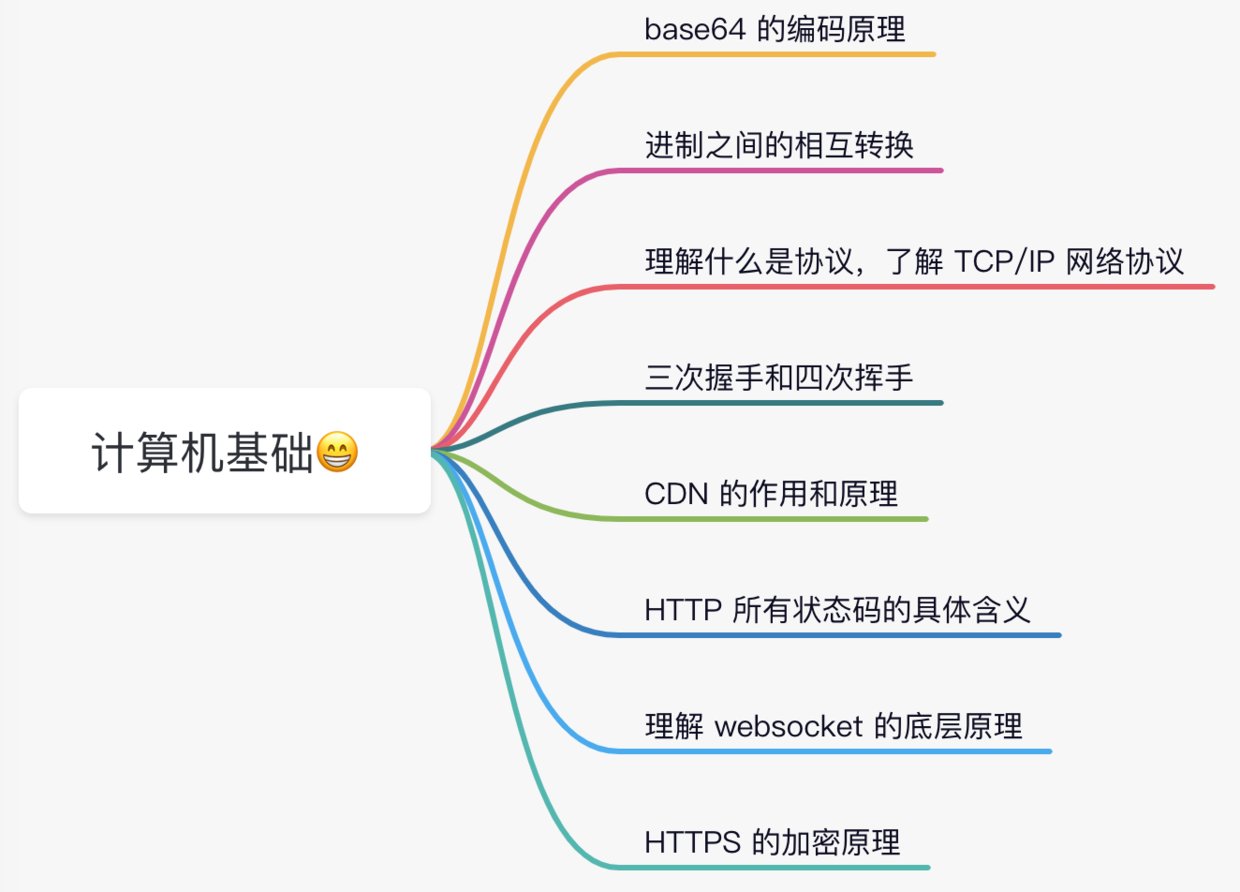 base64 的编码原理
进制之间的相互转换
理解什么是协议，了解 TCP/IP 网络协议
三次握手和四次挥手
计算机基础😁
CDN 的作用和原理
HTTP 所有状态码的具体含义
理解 websocket 的底层原理
HTTPS 的加密原理